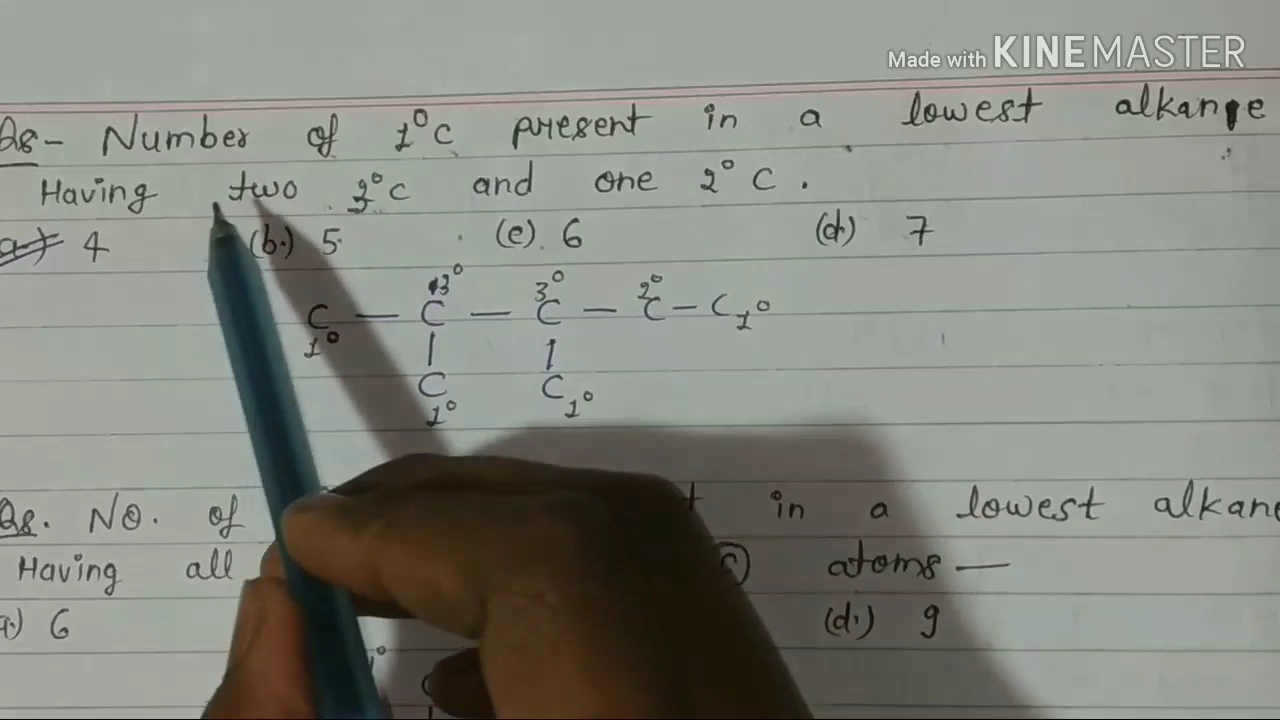 Made with KINEMASTER
Qs- Number of 1°C present in a lowest alkane
Having two 3°C and one 2°C.
(a) 4 (b.) 5 (c). 6 (d.) 7
3° 3° 2°
C — C — C — C — C 1°
1° | |
C C 1°
1°
Qs. NO. of in a lowest alkane
Having all (C) atoms —
(a.) 6 (d.) 9